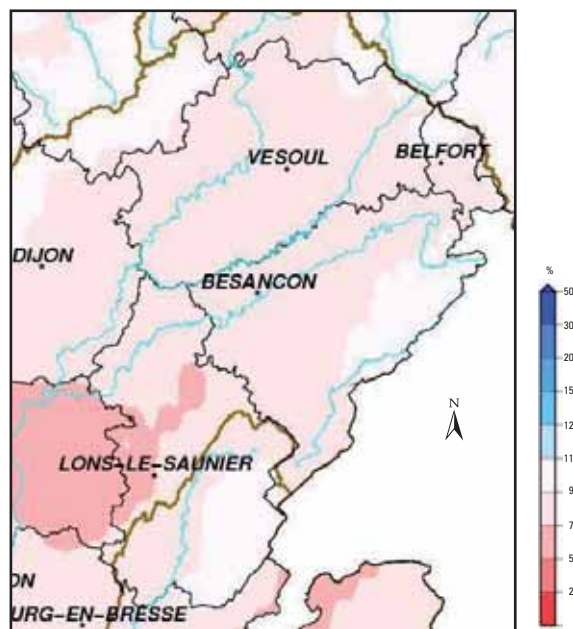 VESOUL
BELFORT
DIJON
BESANCON
LONS-LE-SAUNIER
ON
URG-EN-BRESSE
N
%
50
30
20
15
12
11
9
7
5
2